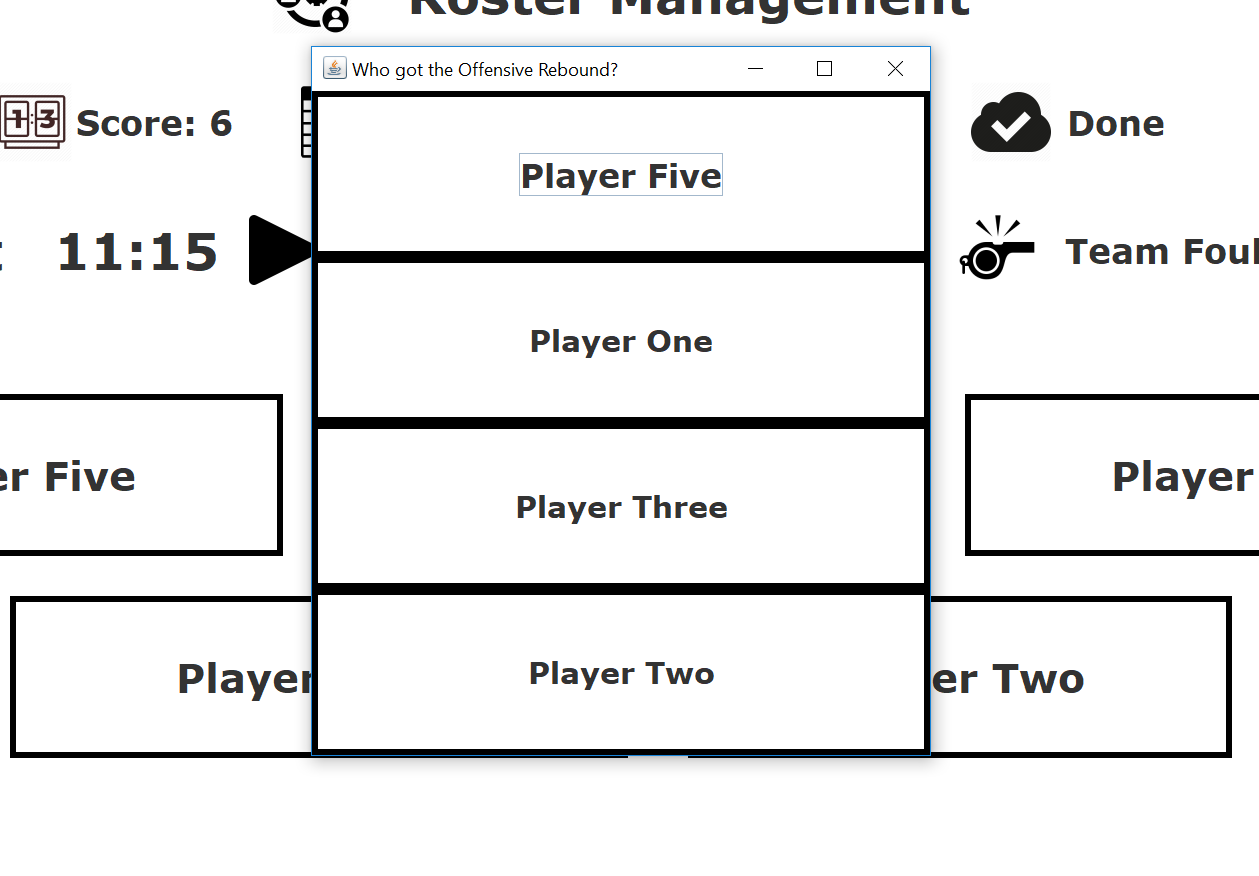 Roster Management
Who got the Offensive Rebound?
1:3 Score: 6
Done
11:15
Team Foul
Player Five
Player One
Player Three
Player Two
er Five
Player
Player
er Two